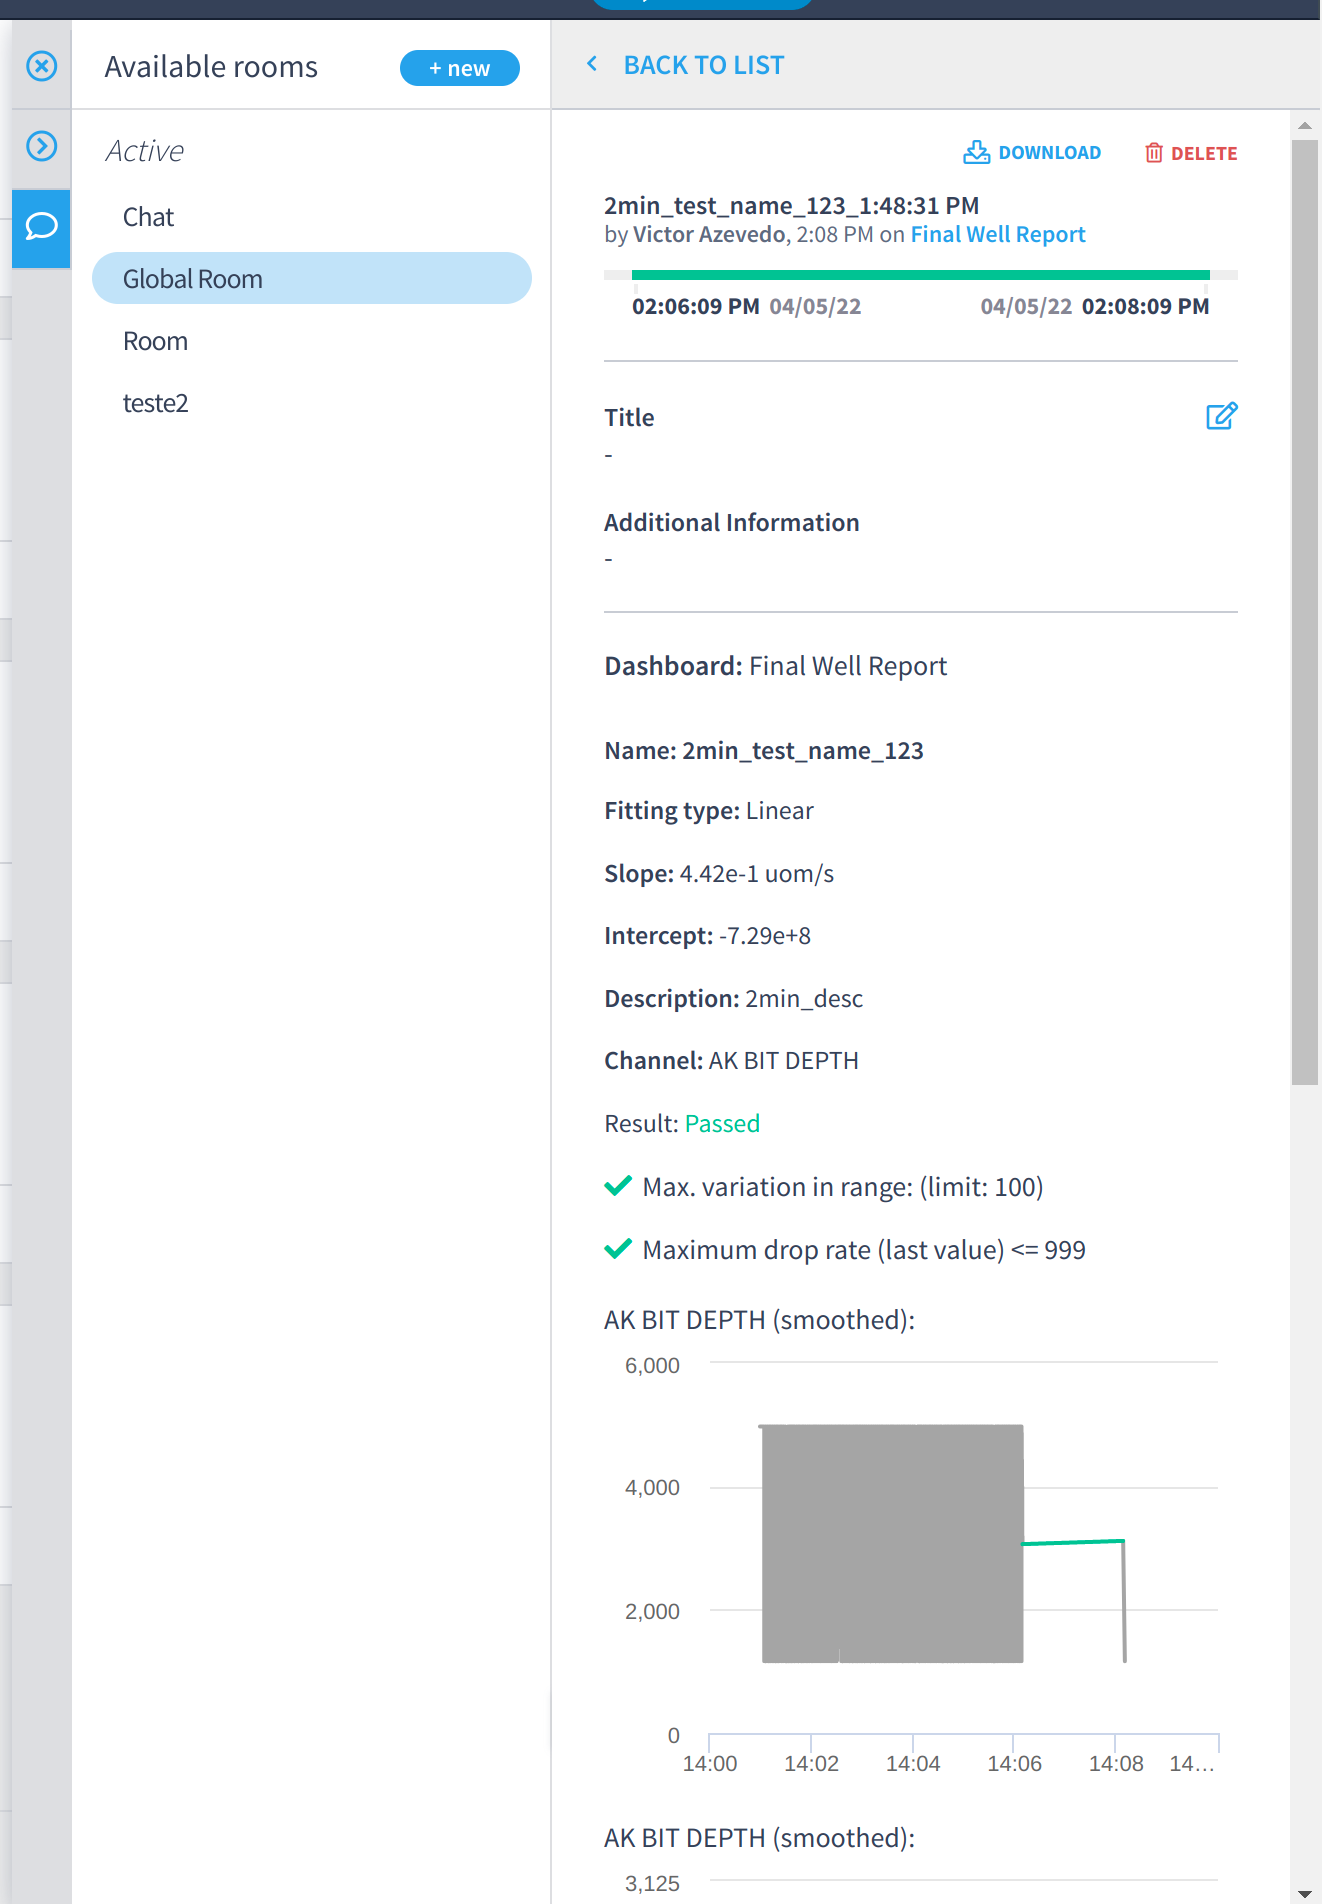 Available rooms
+ new
Active
Chat
Global Room
Room
teste2
BACK TO LIST
DOWNLOAD
DELETE
2min_test_name_123_1:48:31 PM
by Victor Azevedo, 2:08 PM on Final Well Report
02:06:09 PM 04/05/22
04/05/22 02:08:09 PM
Title
-
Additional Information
-
Dashboard: Final Well Report
Name: 2min_test_name_123
Fitting type: Linear
Slope: 4.42e-1 uom/s
Intercept: -7.29e+8
Description: 2min_desc
Channel: AK BIT DEPTH
Result: Passed
Max. variation in range: (limit: 100)
Maximum drop rate (last value) <= 999
AK BIT DEPTH (smoothed):
6,000
4,000
2,000
0
14:00 14:02 14:04 14:06 14:08 14…
AK BIT DEPTH (smoothed):
3,125